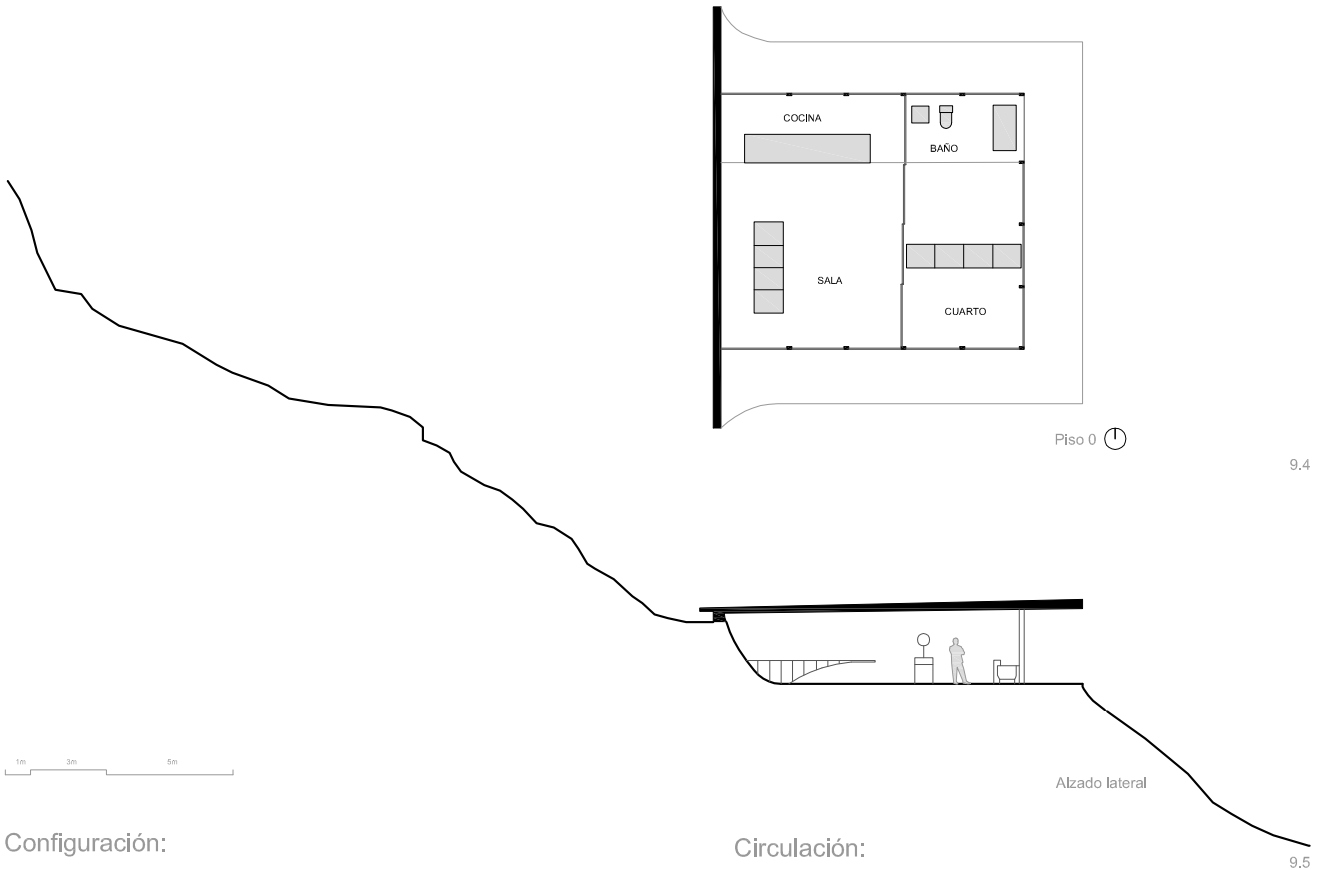 COCINA
BAÑO
SALA
CUARTO
Piso 0
9.4
1m 3m 5m
Alzado lateral
Configuración:
Circulación:
9.5